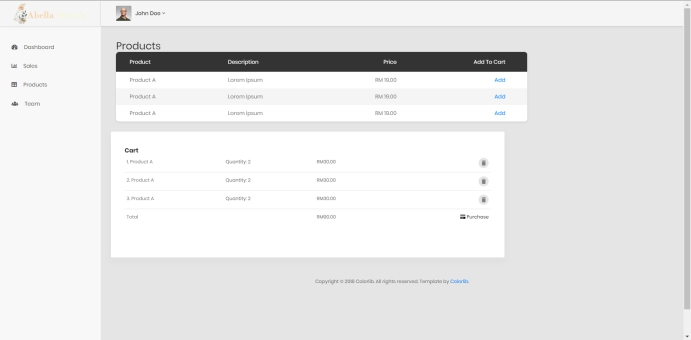 Abella
John Doe
Dashboard
Sales
Products
Team
Products
Product Description Price Add To Cart
Product A Lorem Ipsum RM 19.00 Add
Product A Lorem Ipsum RM 19.00 Add
Product A Lorem Ipsum RM 19.00 Add
Cart
1. Product A Quantity: 2 RM30.00
2. Product A Quantity: 2 RM30.00
3. Product A Quantity: 2 RM30.00
Total RM90.00 Purchase
Copyright © 2018 Colorlib. All rights reserved. Template by Colorlib.